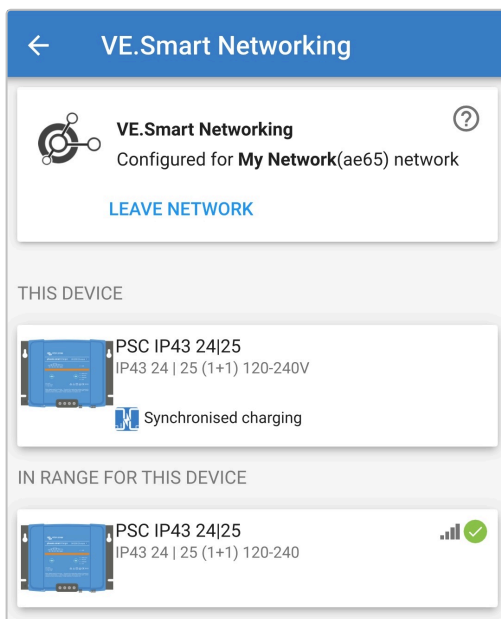 VE.Smart Networking
VE.Smart Networking
Configured for My Network(ae65) network
LEAVE NETWORK
THIS DEVICE
PSC IP43 24|25
IP43 24 | 25 (1+1) 120-240V
Synchronised charging
IN RANGE FOR THIS DEVICE
PSC IP43 24|25
IP43 24 | 25 (1+1) 120-240